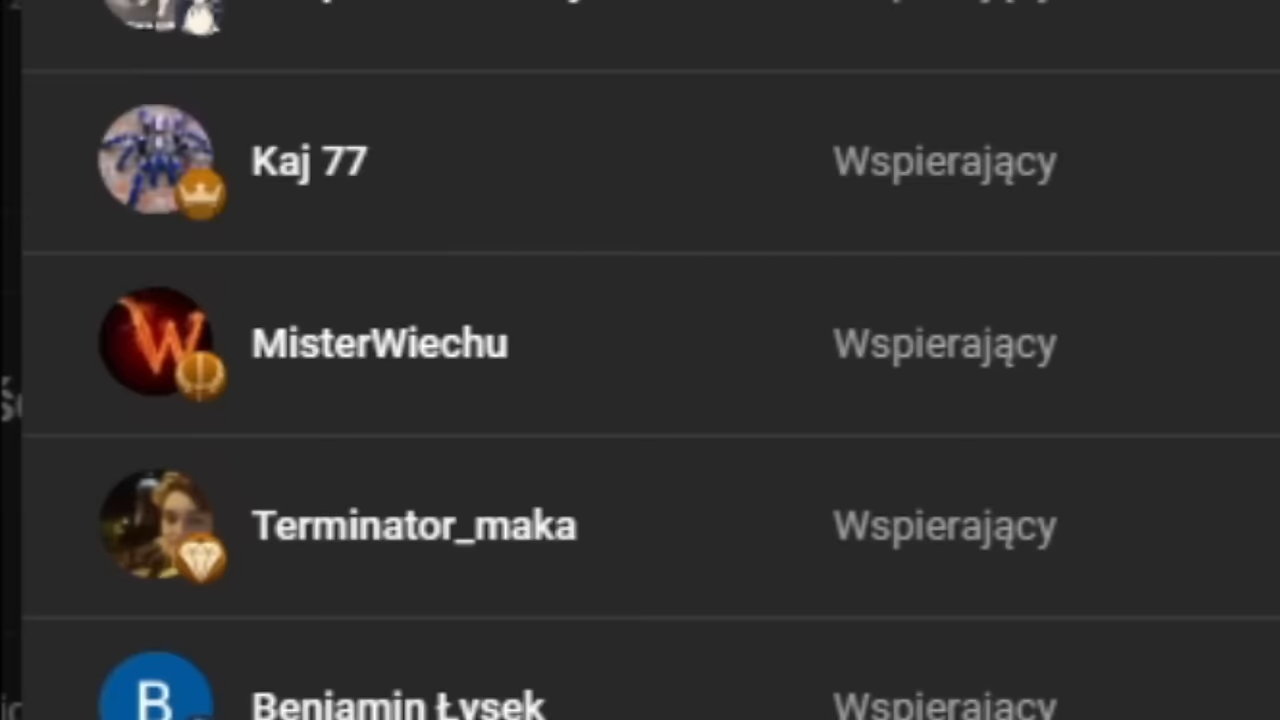 Kaj 77 Wspierający
W
MisterWiechu Wspierający
Terminator_maka Wspierający
B
Benjamin Łysek Wspierający